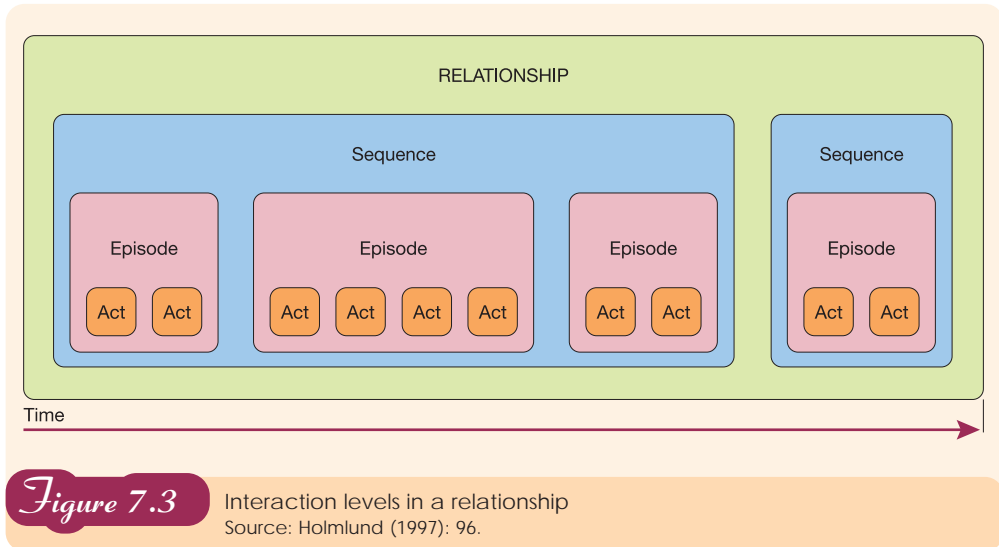 RELATIONSHIP
Sequence Sequence
Episode Episode Episode Episode
Act Act Act Act Act Act Act Act Act Act
Time
Figure 7.3 Interaction levels in a relationship
Source: Holmlund (1997): 96.